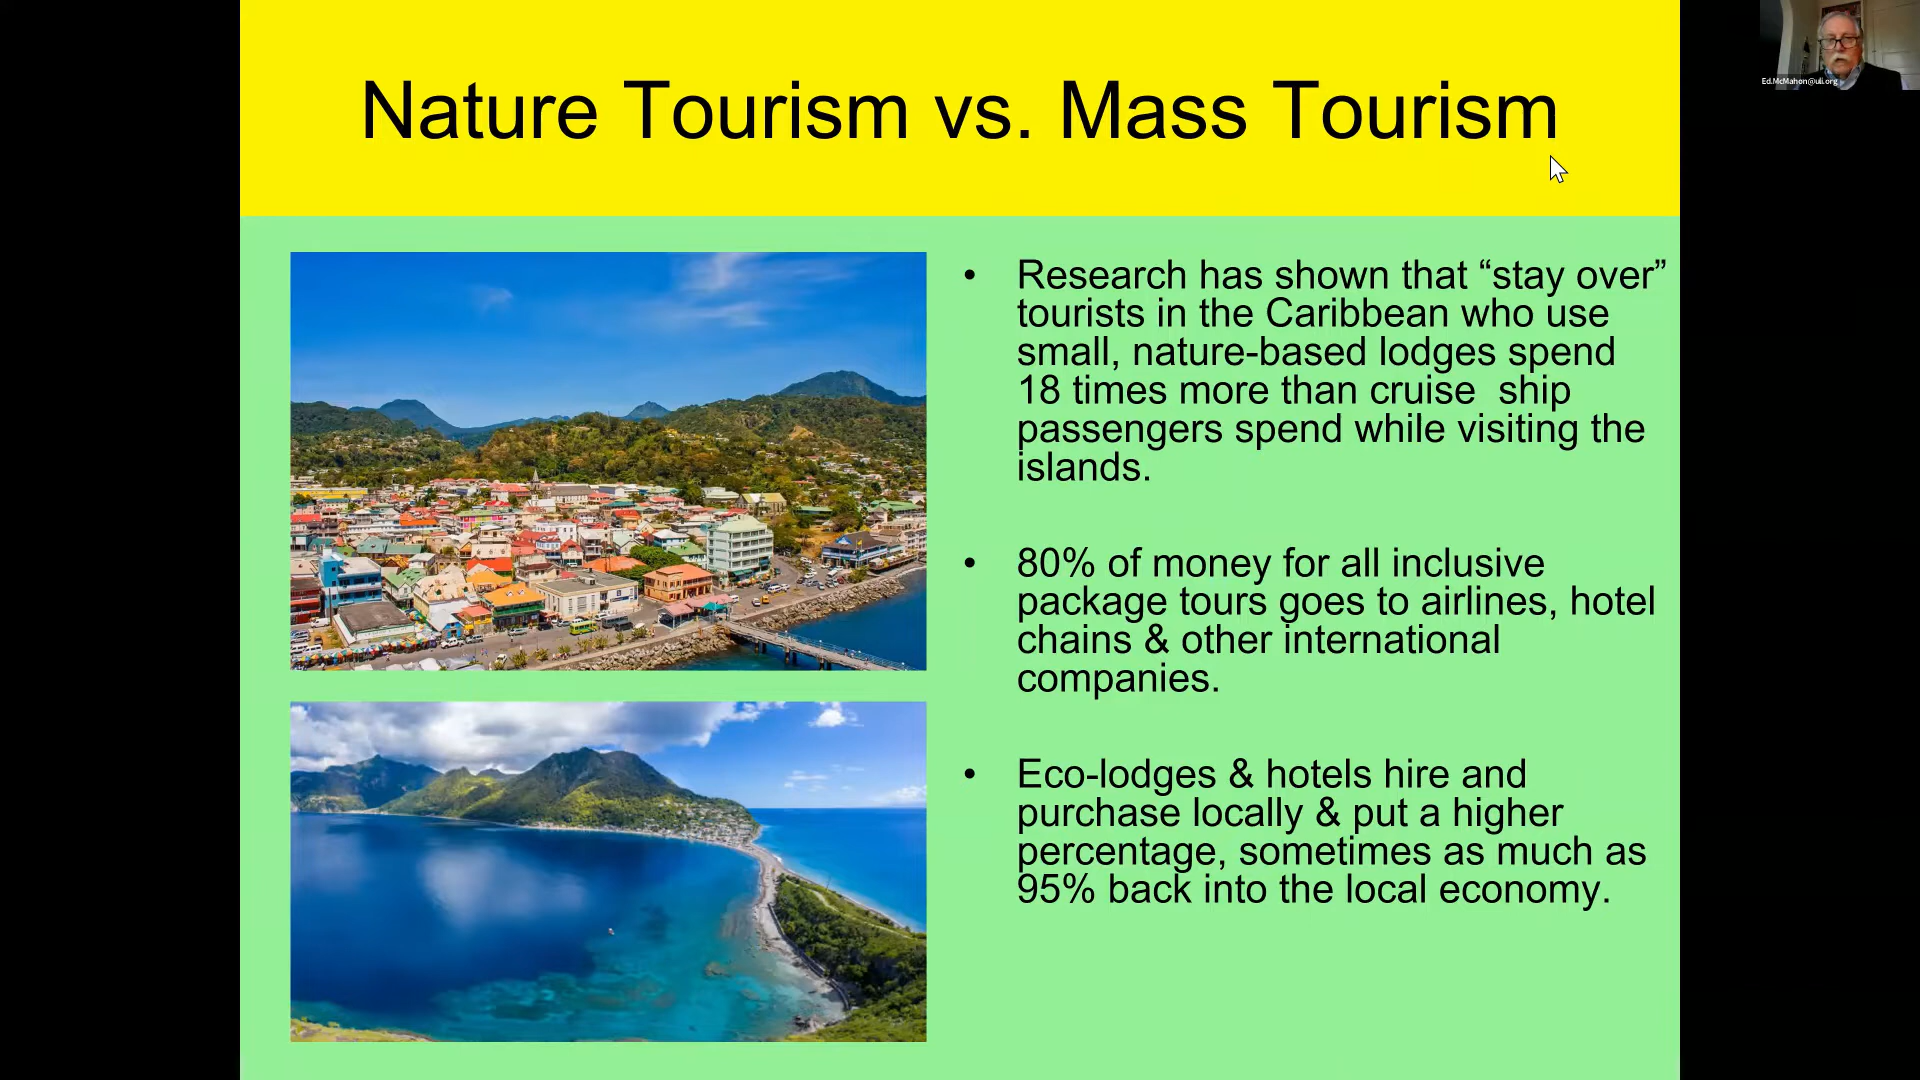 Nature Tourism vs. Mass Tourism
Ed.McMahon@uli.org
• Research has shown that “stay over”
tourists in the Caribbean who use
small, nature-based lodges spend
18 times more than cruise  ship
passengers spend while visiting the
islands.
• 80% of money for all inclusive
package tours goes to airlines, hotel
chains & other international
companies.
• Eco-lodges & hotels hire and
purchase locally & put a higher
percentage, sometimes as much as
95% back into the local economy.